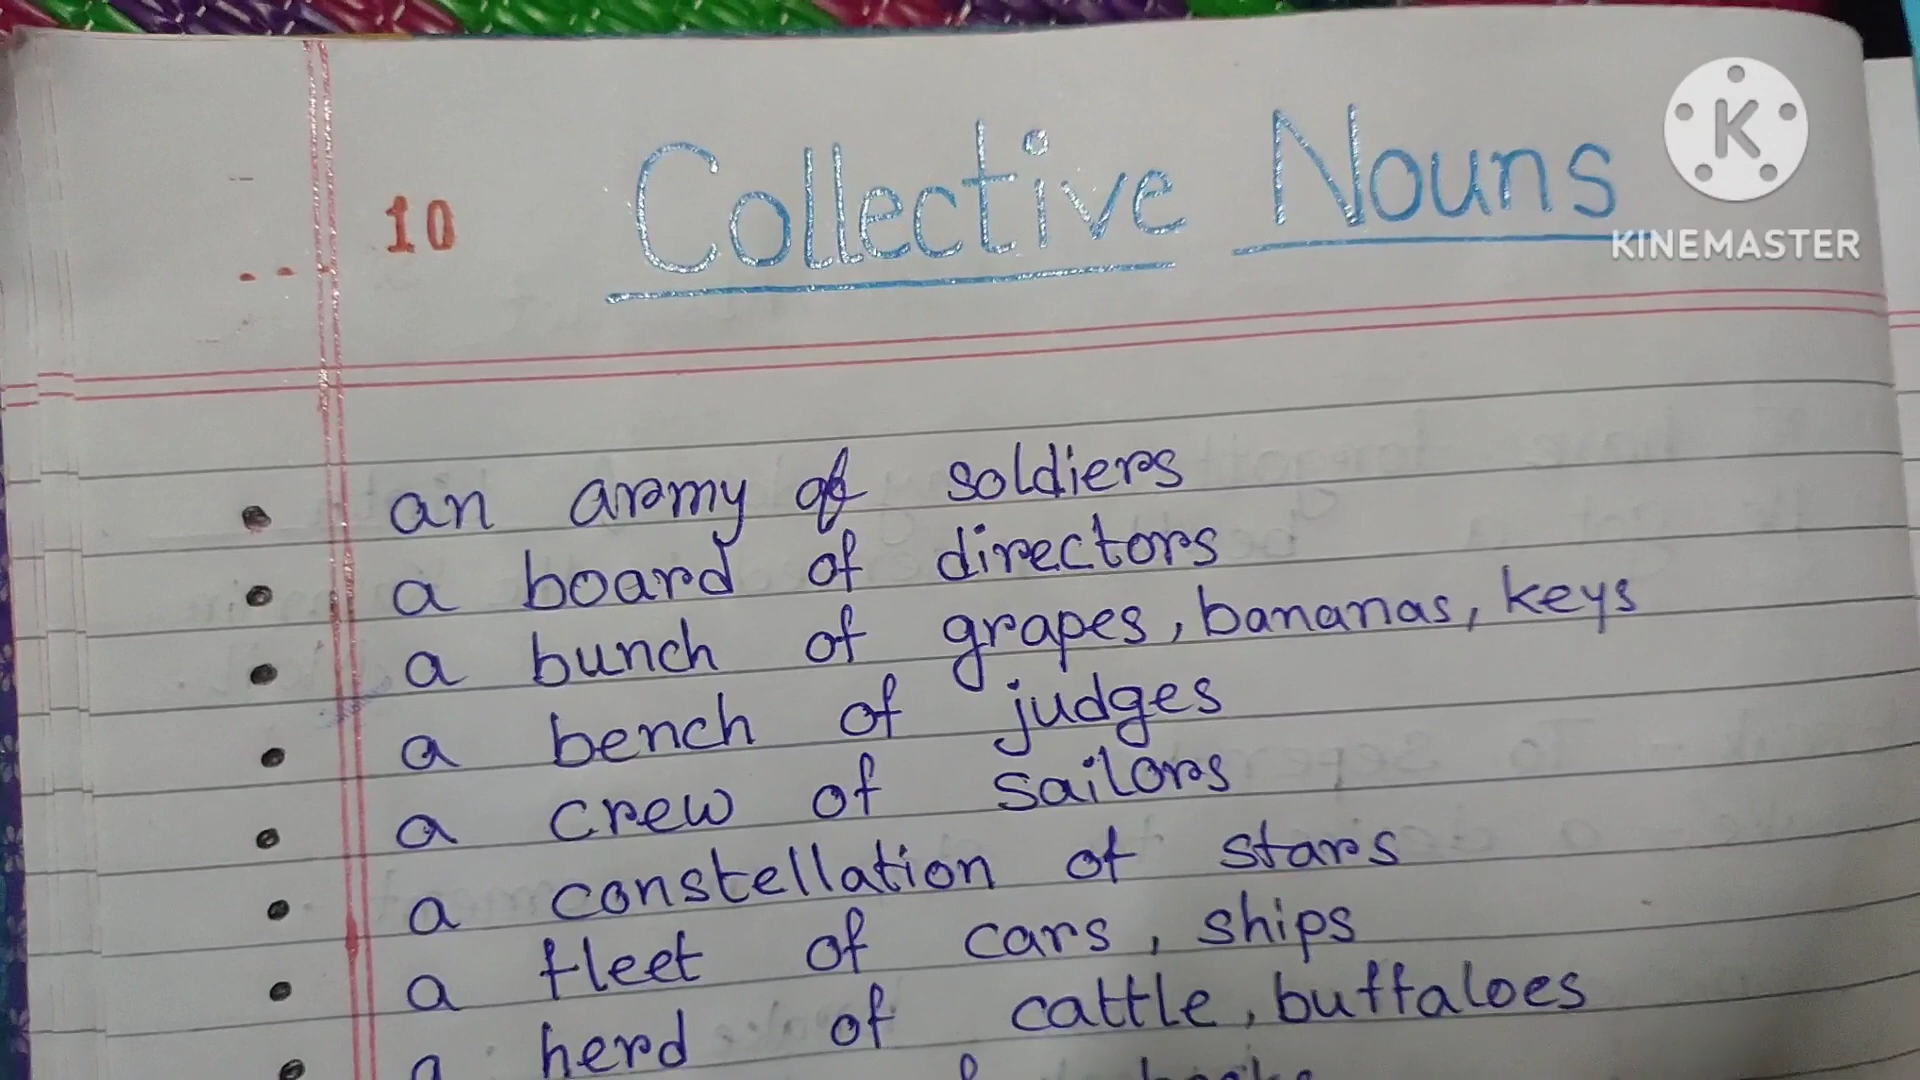 10 Collective Nouns
K
KINEMASTER
an army of soldiers
a board of directors
a bunch of grapes, bananas, keys
a bench of judges
a crew of sailors
a constellation of stars
a fleet of cars, ships
a herd of cattle, buffaloes